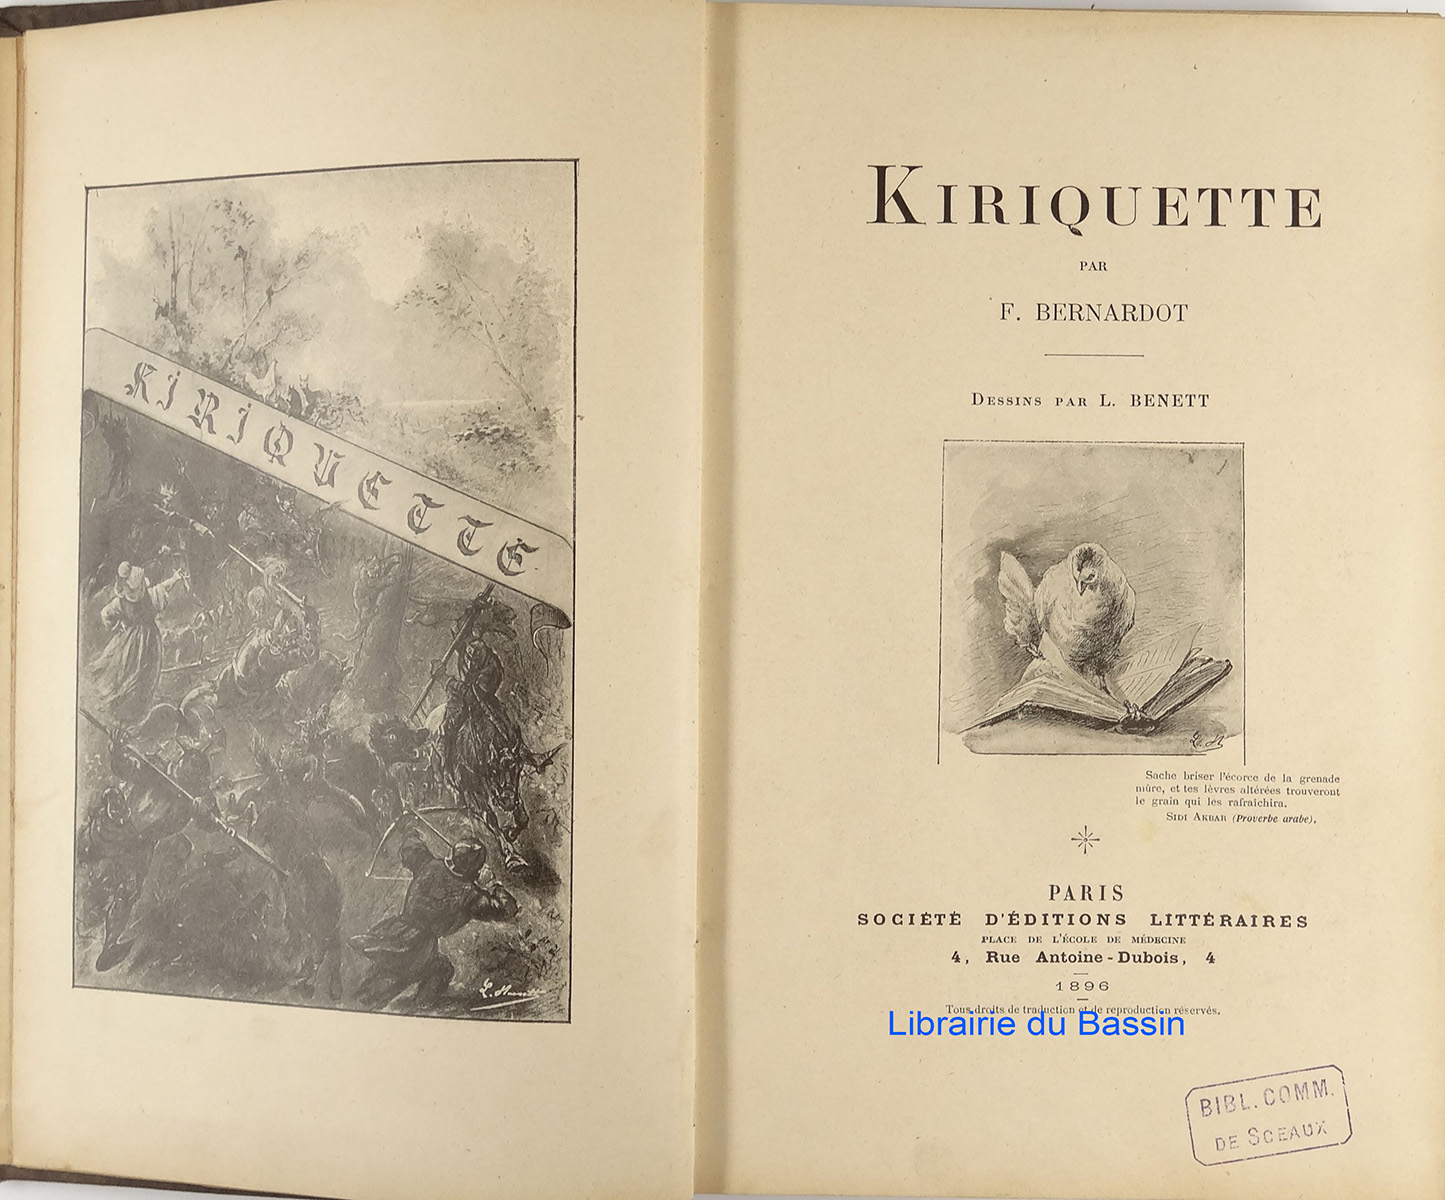 KIRIQUETTE
KIRIQUETTE
PAR
F. BERNARDOT
DESSINS PAR L. BENETT
Sache briser l'écorce de la grenade
mûre, et tes lèvres altérées trouveront
le grain qui les rafraichira.
SIDI AKBAR (Proverbe arabe).
PARIS
SOCIÉTÉ D'ÉDITIONS LITTÉRAIRES
PLACE DE L'ÉCOLE DE MÉDECINE
4, Rue Antoine-Dubois, 4
1896
Tous droits de traduction et de reproduction réservés.
Librairie du Bassin
BIBL. COMM.
DE SCEAUX